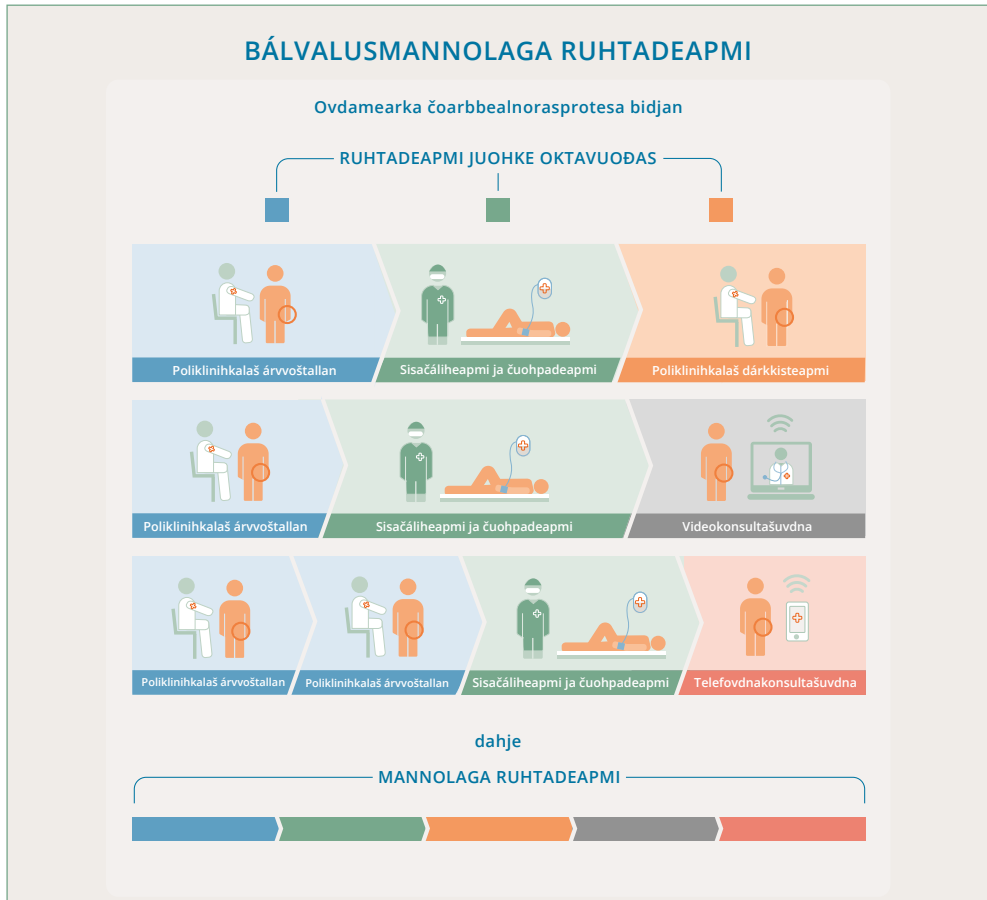 BÁLVALUSMANNOLAGA RUHTADEAPMI
Ovdamearka čoarbbealnorasprotesa bidjan
RUHTADEAPMI JUOHKE OKTAVUOĐAS
Poliklinihkalaš árvvoštallan
Sisačáliheapmi ja čuohpadeapmi
Poliklinihkalaš dárkkisteapmi
Poliklinihkalaš árvvoštallan
Sisačáliheapmi ja čuohpadeapmi
Videokonsultašuvdna
Poliklinihkalaš árvvoštallan
Poliklinihkalaš árvvoštallan
Sisačáliheapmi ja čuohpadeapmi
Telefovdnakonsultašuvdna
dahje
MANNOLAGA RUHTADEAPMI